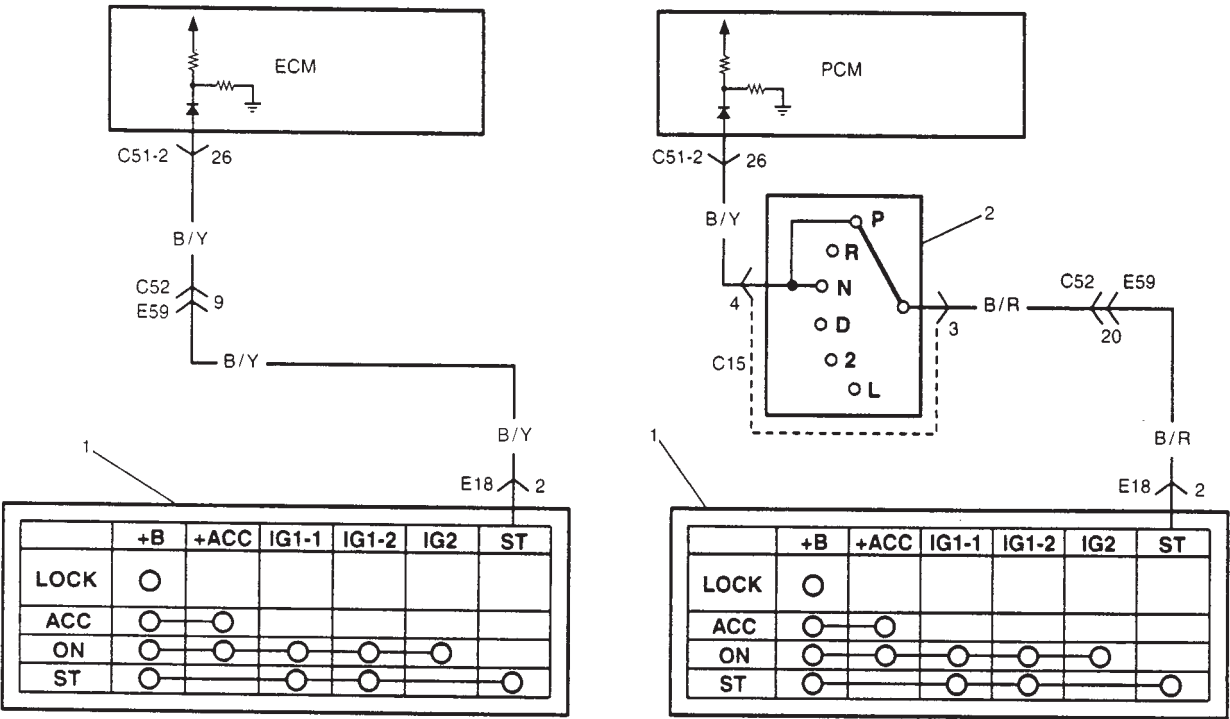 ECM
C51-2 26
B/Y
C52
E59 9
B/Y
B/Y
1
E18 2
+B +ACC IG1-1 IG1-2 IG2 ST
LOCK
ACC
ON
ST
PCM
C51-2 26
B/Y
2
P
R
N
D
2
L
4
3
C15
B/R
C52 E59
20
B/R
1
E18 2
+B +ACC IG1-1 IG1-2 IG2 ST
LOCK
ACC
ON
ST